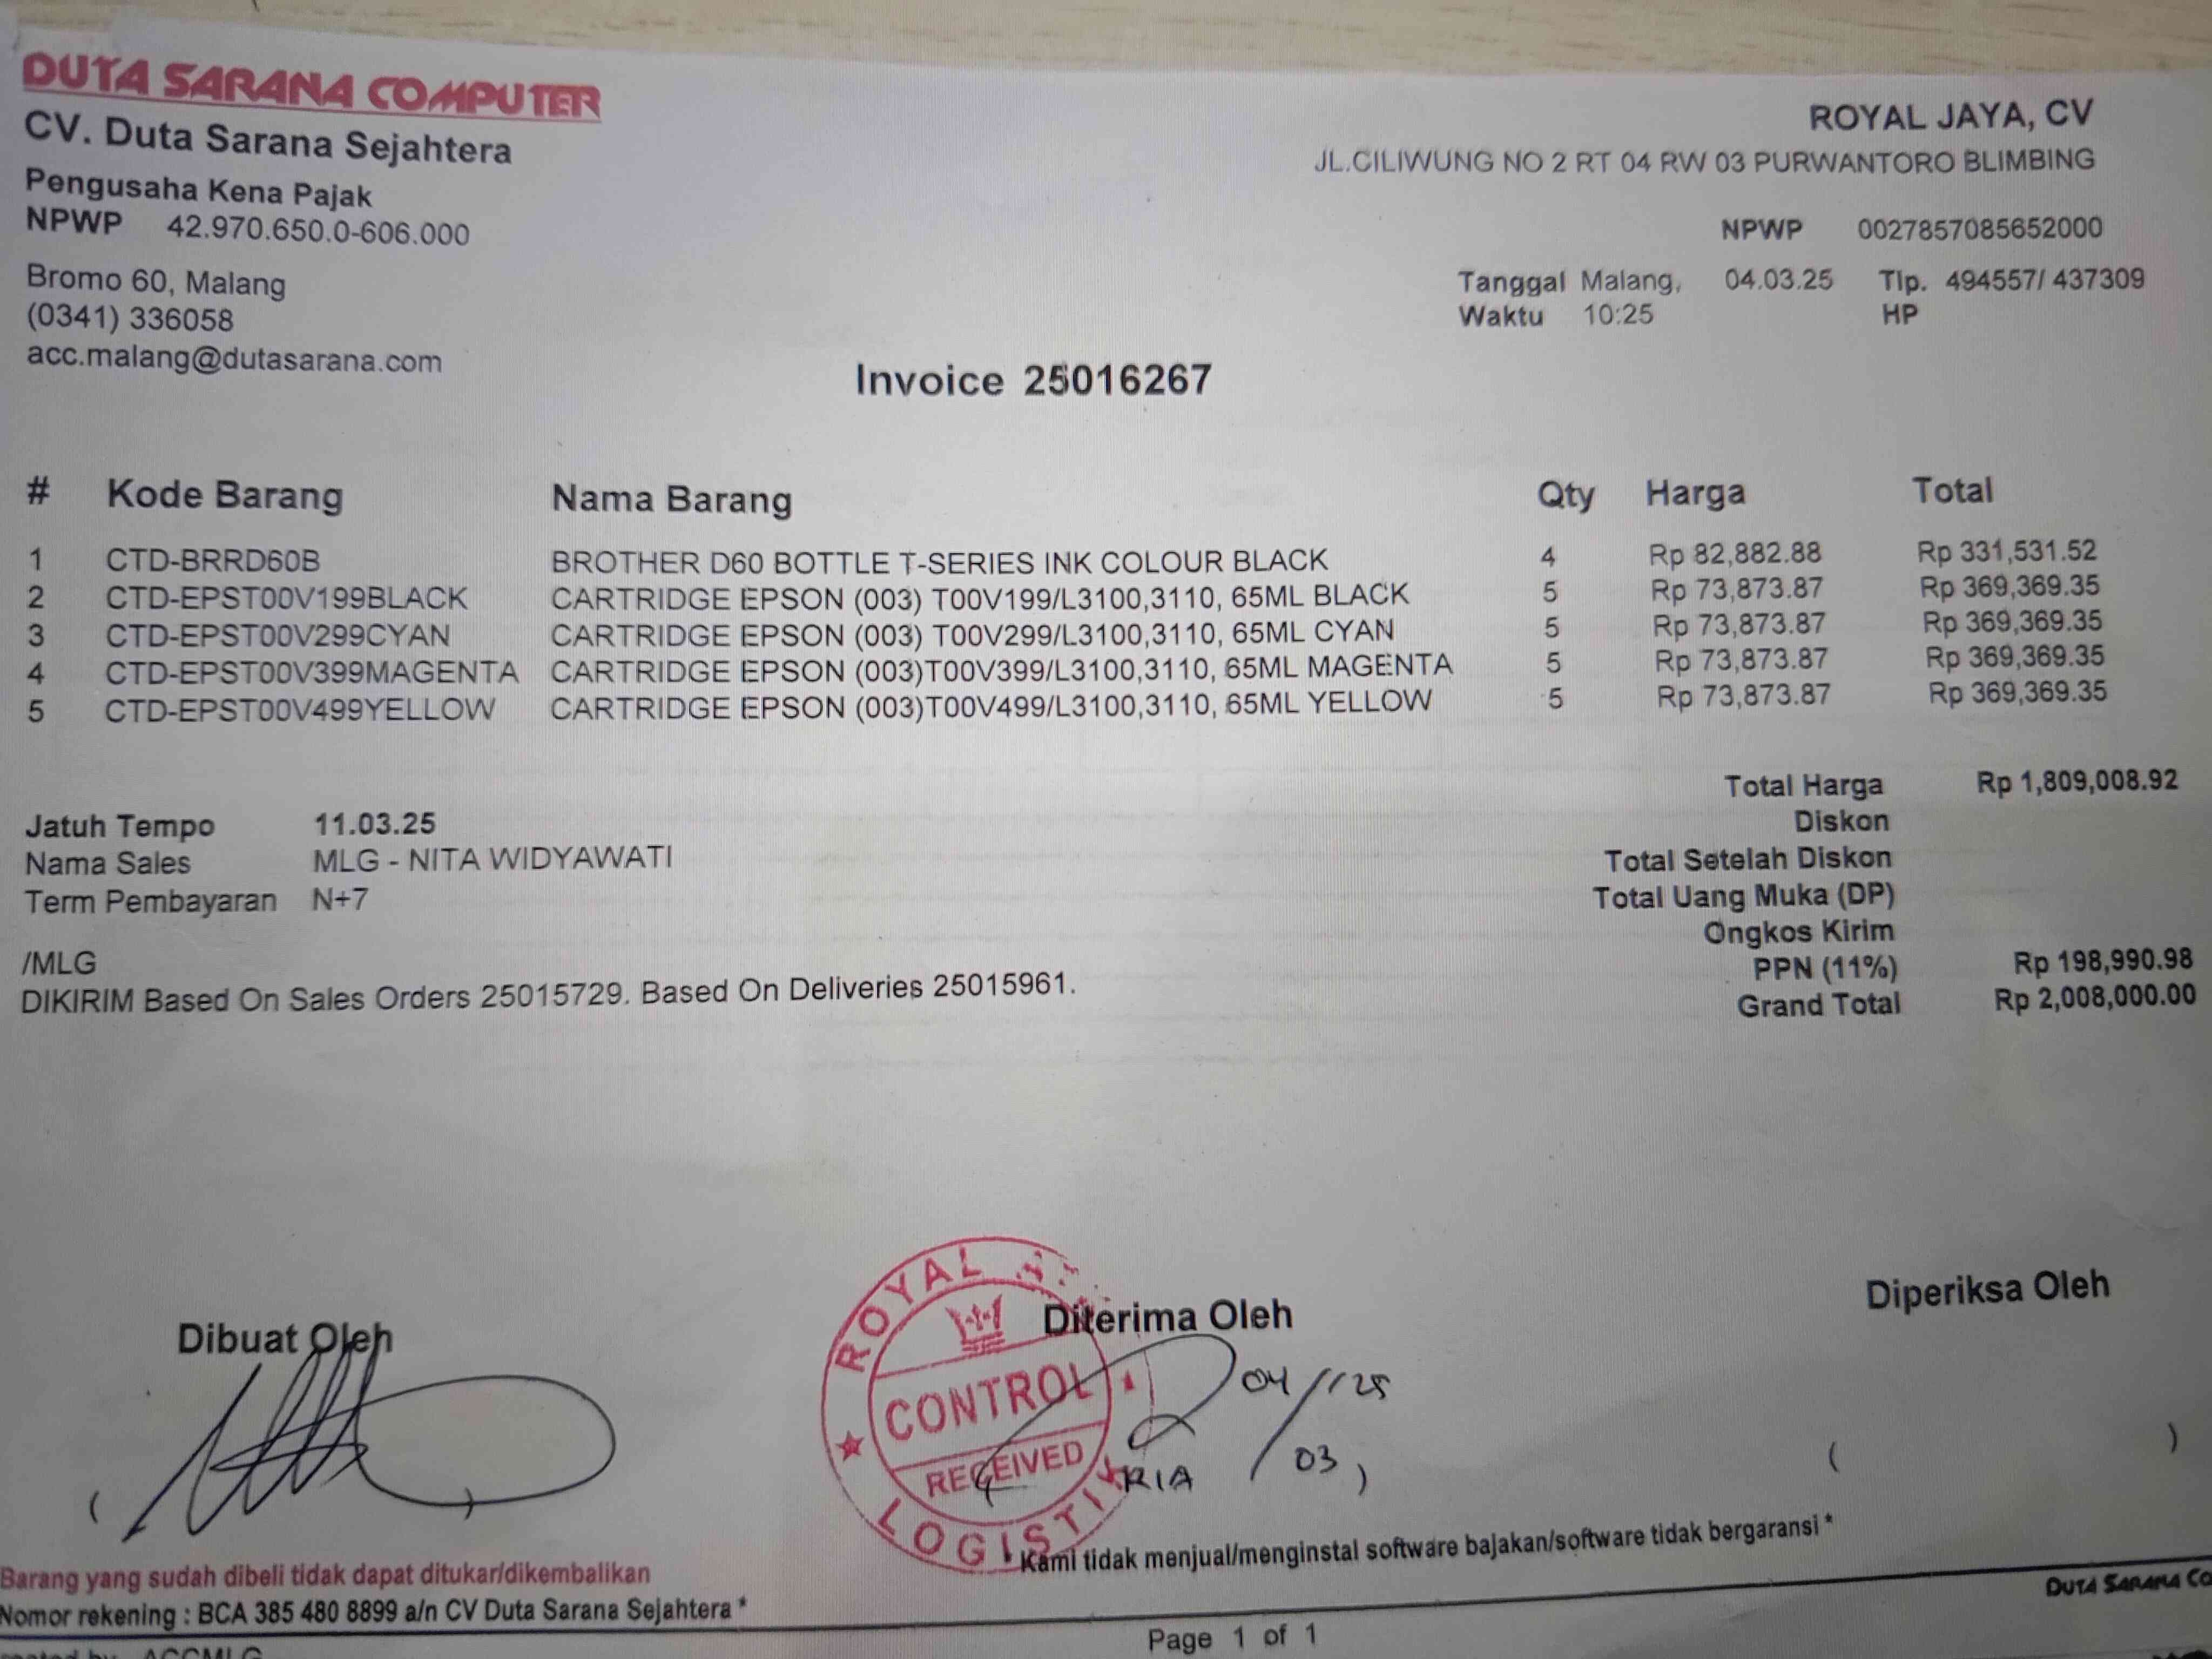 DUTA SARANA COMPUTER
CV. Duta Sarana Sejahtera
Pengusaha Kena Pajak
NPWP 42.970.650.0-606.000
Bromo 60, Malang
(0341) 336058
acc.malang@dutasarana.com
ROYAL JAYA, CV
JL.CILIWUNG NO 2 RT 04 RW 03 PURWANTORO BLIMBING
NPWP 0027857085652000
Tanggal Malang, 04.03.25 Tlp. 494557/ 437309
Waktu 10:25 HP
Invoice 25016267
# Kode Barang Nama Barang Qty Harga Total
1 CTD-BRRD60B BROTHER D60 BOTTLE T-SERIES INK COLOUR BLACK 4 Rp 82,882.88 Rp 331,531.52
2 CTD-EPST00V199BLACK CARTRIDGE EPSON (003) T00V199/L3100,3110, 65ML BLACK 5 Rp 73,873.87 Rp 369,369.35
3 CTD-EPST00V299CYAN CARTRIDGE EPSON (003) T00V299/L3100,3110, 65ML CYAN 5 Rp 73,873.87 Rp 369,369.35
4 CTD-EPST00V399MAGENTA CARTRIDGE EPSON (003)T00V399/L3100,3110, 65ML MAGENTA 5 Rp 73,873.87 Rp 369,369.35
5 CTD-EPST00V499YELLOW CARTRIDGE EPSON (003)T00V499/L3100,3110, 65ML YELLOW 5 Rp 73,873.87 Rp 369,369.35
Total Harga Rp 1,809,008.92
Diskon
Total Setelah Diskon
Total Uang Muka (DP)
Ongkos Kirim
PPN (11%) Rp 198,990.98
Grand Total Rp 2,008,000.00
Jatuh Tempo 11.03.25
Nama Sales MLG - NITA WIDYAWATI
Term Pembayaran N+7
/MLG
DIKIRIM Based On Sales Orders 25015729. Based On Deliveries 25015961.
Dibuat Oleh
( )
ROYAL
CONTROL
RECEIVED
LOGISTIK
Diterima Oleh
04/ /25
03
RIA )
Diperiksa Oleh
( )
Kami tidak menjual/menginstal software bajakan/software tidak bergaransi *
Barang yang sudah dibeli tidak dapat ditukar/dikembalikan
Nomor rekening : BCA 385 480 8899 a/n CV Duta Sarana Sejahtera *
DUTA SARANA CO
Page 1 of 1
ACCMLG